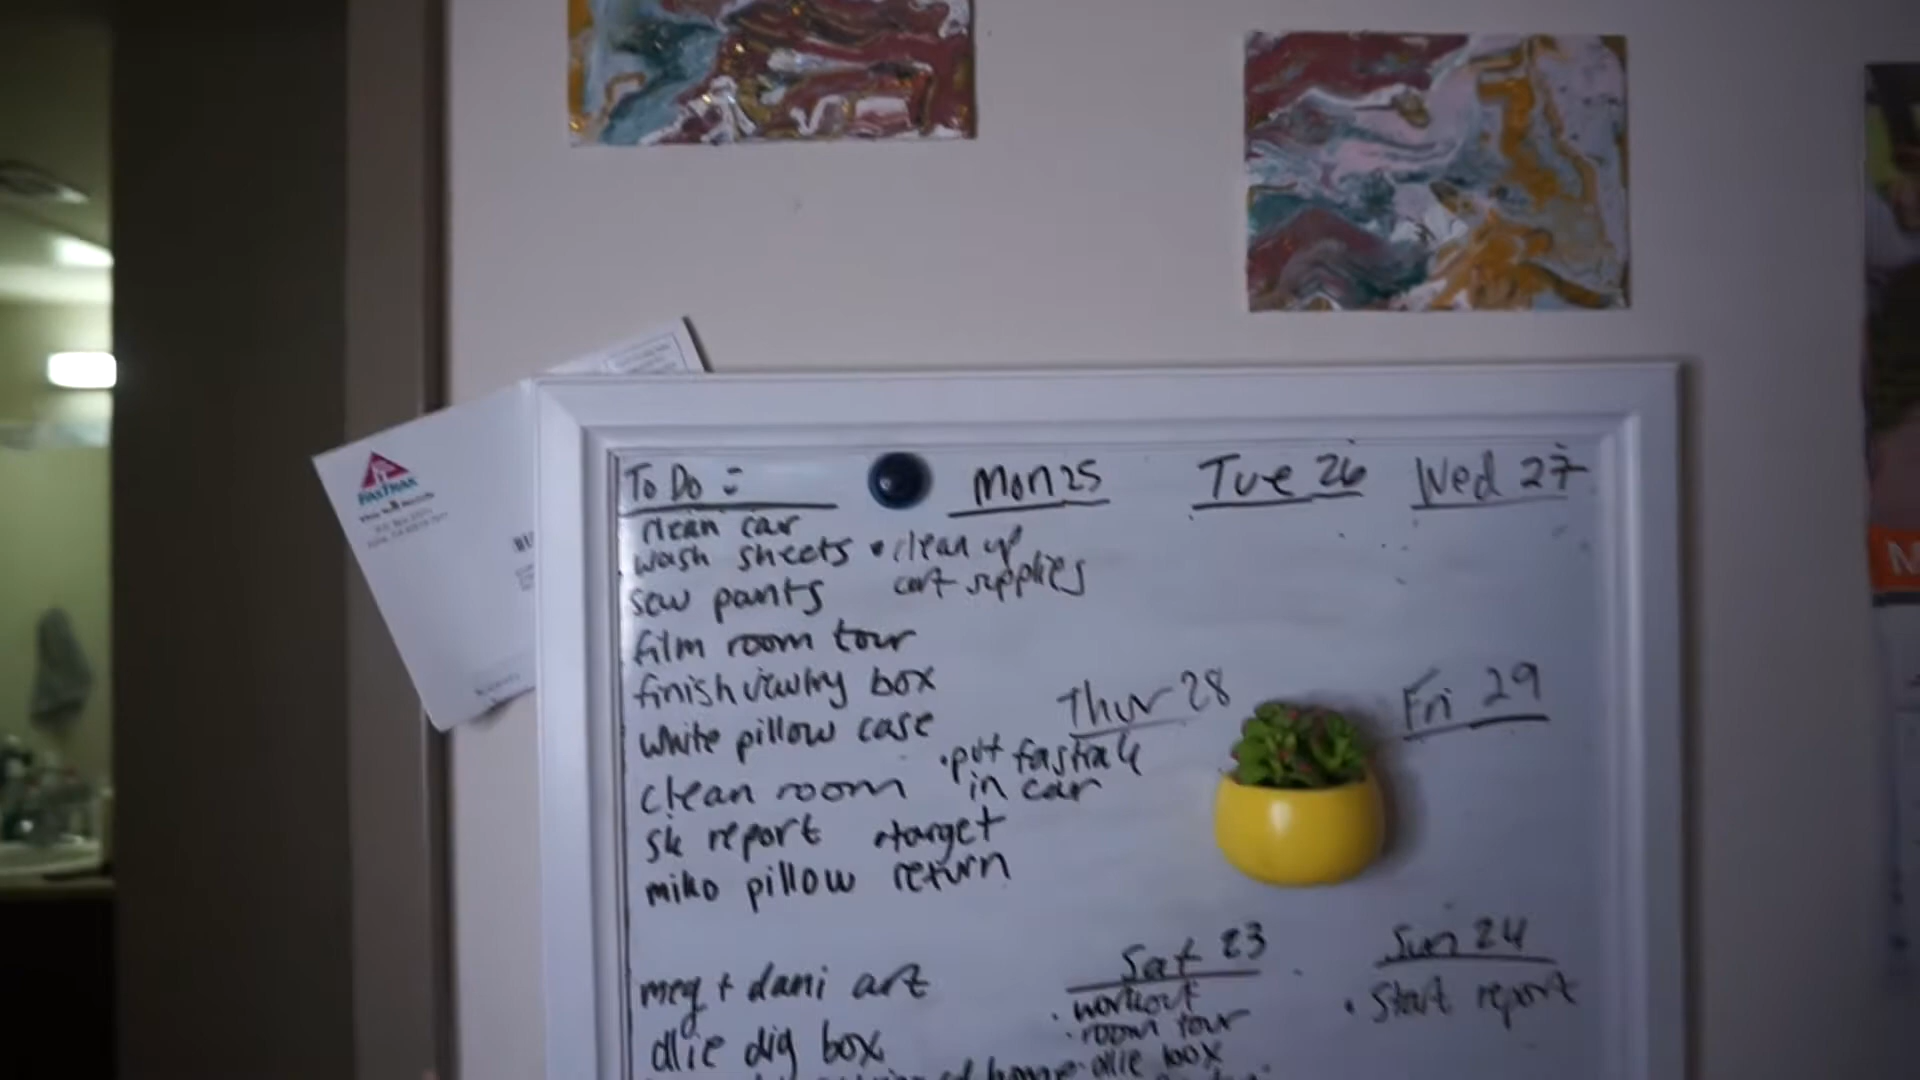 FASTRAK
To Do :
Mon 25
Tue 26
Wed 27
clean car
wash sheets
• clean up
art supplies
sew pants
film room tour
finish box
white pillow case
Thur 28
Fri 29
• put fastrak
in car
clean room
sk report
target
return
miko pillow
Sat 23
Sun 24
meg + dani art
• workout
• room tour
• allie box
• Start report
allie dig box
M